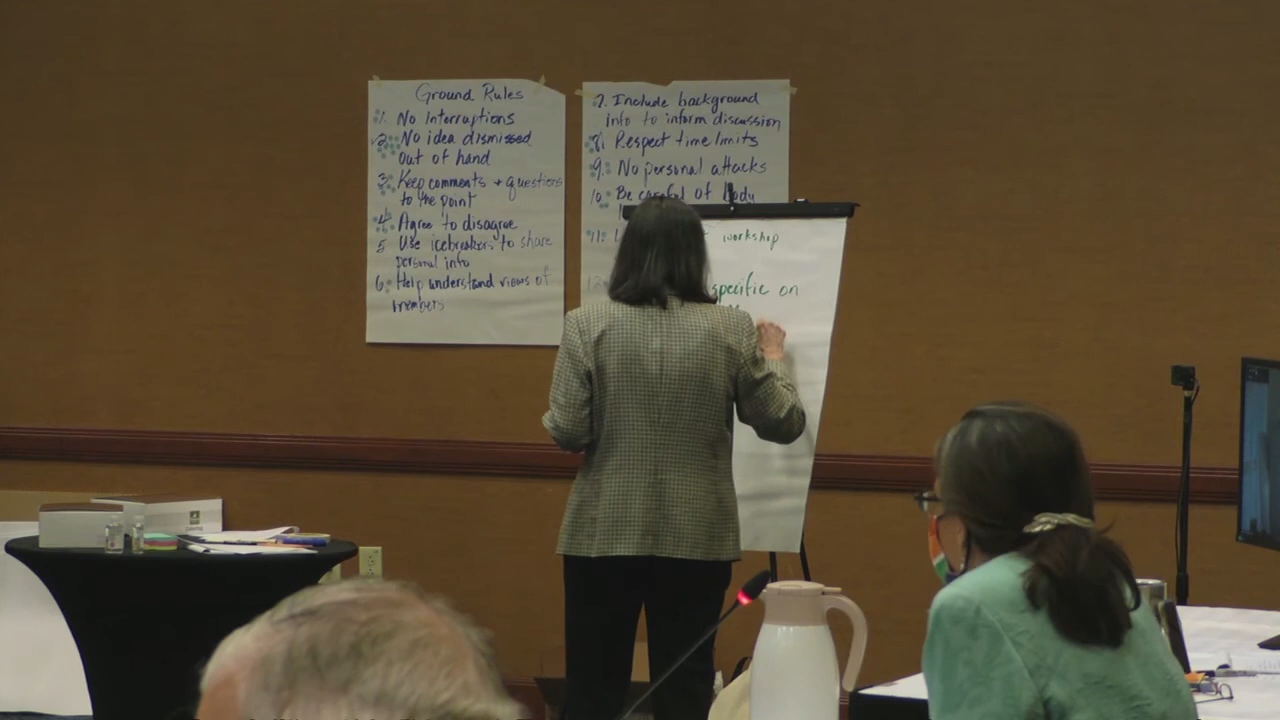 Ground Rules
1. No Interruptions
2. No idea dismissed
out of hand
3. Keep comments + questions
to the point
4. Agree to disagree
5 Use icebreakers to share
personal info
6. Help understand views of
members
7. Include background
info to inform discussion
8. Respect time limits
9. No personal attacks
10. Be careful of body
11.
workshop
specific on